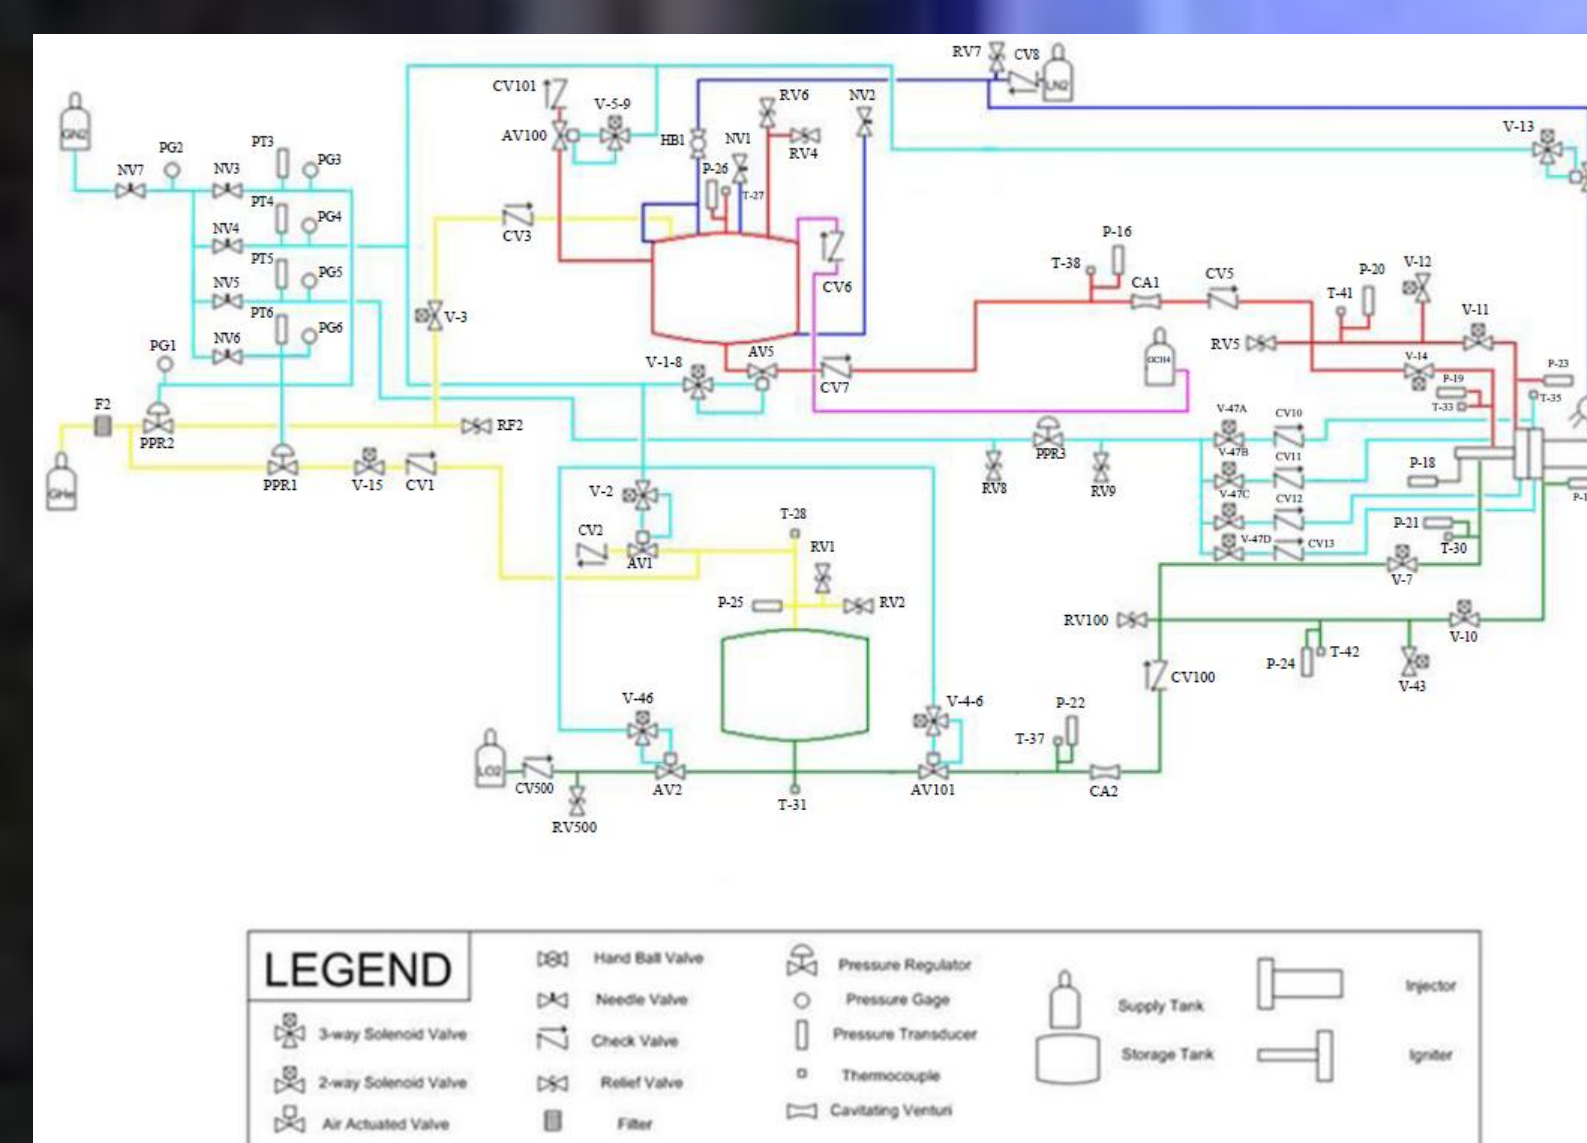 RV7
CV8
LN2
CV101
V-5-9
RV6
NV2
GN2
AV100
HB1
NV1
RV4
V-13
PG2
PT3
PG3
NV7
NV3
P-26
T-27
PT4
PG4
NV4
CV3
P-16
PT5
PG5
T-38
V-12
NV5
CV6
CA1
CV5
P-20
PT6
PG6
V-3
T-41
V-11
NV6
RV5
PG1
V-1-8
AV5
GCH4
V-14
P-23
CV7
P-19
T-35
F2
T-33
V-47A
CV10
RF2
PPR2
PPR3
V-47B
CV11
P-18
GHe
PPR1
V-15
CV1
RV8
RV9
V-2
V-47C
CV12
P-1
T-28
P-21
CV2
V-47D
CV13
T-30
AV1
RV1
V-7
P-25
RV2
RV100
V-10
T-42
P-24
CV100
V-43
V-46
V-4-6
P-22
T-37
LO2
CV500
AV2
T-31
AV101
CA2
RV500
LEGEND
3-way Solenoid Valve
2-way Solenoid Valve
Air Actuated Valve
Hand Ball Valve
Needle Valve
Check Valve
Relief Valve
Filter
Pressure Regulator
Pressure Gage
Pressure Transducer
Thermocouple
Cavitating Venturi
Supply Tank
Storage Tank
Injector
Igniter